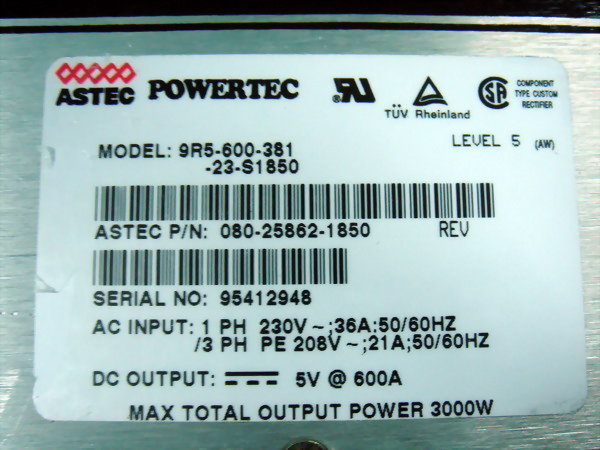 ASTEC POWERTEC
TÜV Rheinland
COMPONENT
TYPE CUSTOM
RECTIFIER
LEVEL 5 (AW)
MODEL: 9R5-600-381
-23-S1850
ASTEC P/N: 080-25862-1850 REV
SERIAL NO: 95412948
AC INPUT: 1 PH 230V ~;36A;50/60HZ
/3 PH PE 208V ~;21A;50/60HZ
DC OUTPUT: 5V @ 600A
MAX TOTAL OUTPUT POWER 3000W